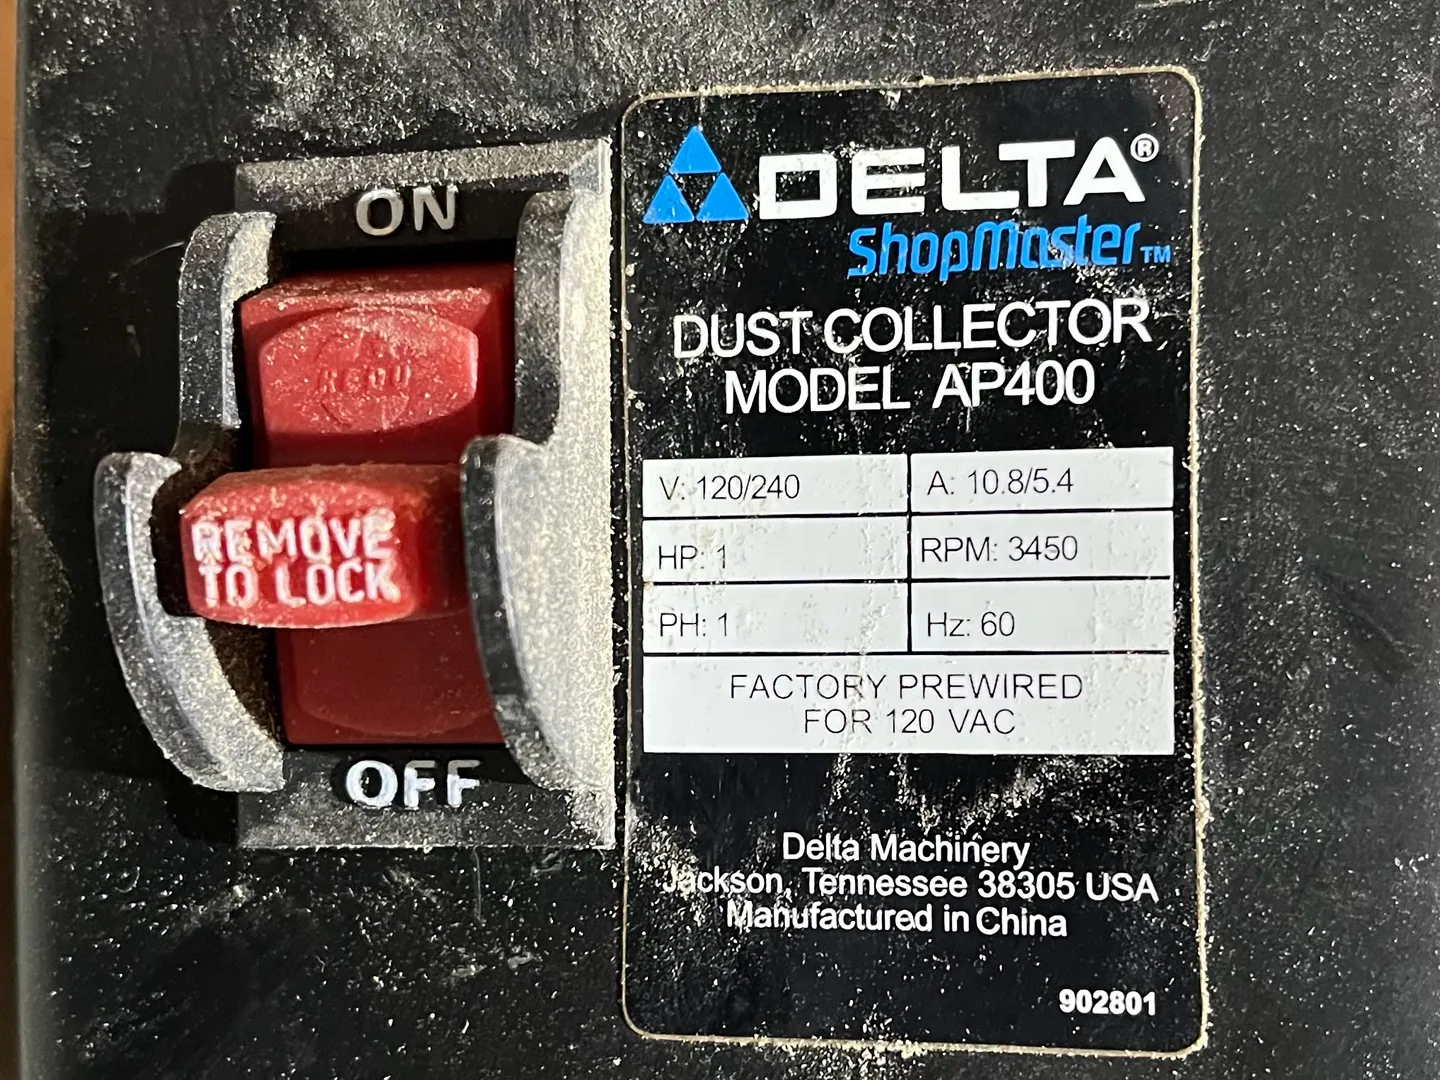 ON
REMOVE
TO LOCK
OFF
DELTA®
ShopMaster™
DUST COLLECTOR
MODEL AP400
V: 120/240 A: 10.8/5.4
HP: 1 RPM: 3450
PH: 1 Hz: 60
FACTORY PREWIRED
FOR 120 VAC
Delta Machinery
Jackson, Tennessee 38305 USA
Manufactured in China
902801